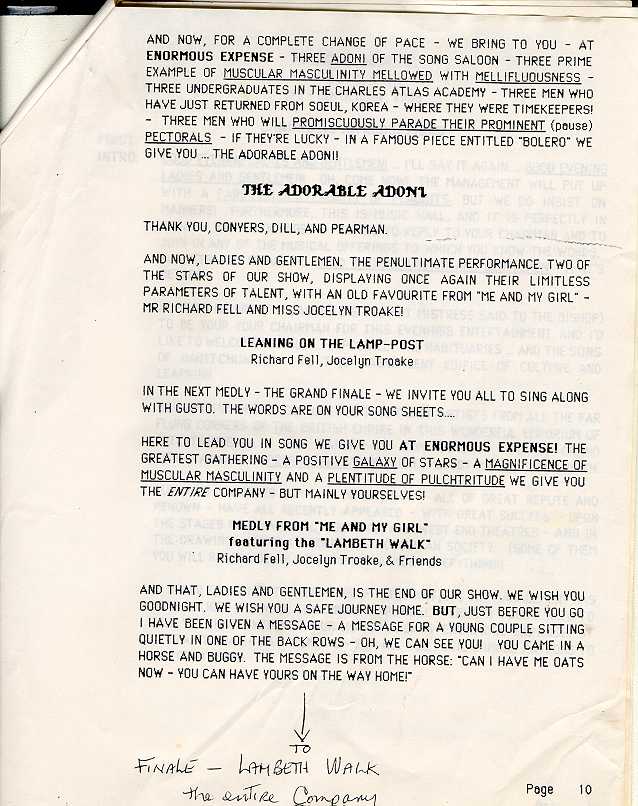 AND NOW, FOR A COMPLETE CHANGE OF PACE - WE BRING TO YOU - AT
ENORMOUS EXPENSE - THREE ADONI OF THE SONG SALOON - THREE PRIME
EXAMPLE OF MUSCULAR MASCULINITY MELLOWED WITH MELLIFLUOUSNESS -
THREE UNDERGRADUATES IN THE CHARLES ATLAS ACADEMY - THREE MEN WHO
HAVE JUST RETURNED FROM SOEUL, KOREA - WHERE THEY WERE TIMEKEEPERS!
- THREE MEN WHO WILL PROMISCUOUSLY PARADE THEIR PROMINENT (pause)
PECTORALS - IF THEY'RE LUCKY - IN A FAMOUS PIECE ENTITLED "BOLERO" WE
GIVE YOU ... THE ADORABLE ADONI!
THE ADORABLE ADONI
THANK YOU, CONYERS, DILL, AND PEARMAN.
AND NOW, LADIES AND GENTLEMEN, THE PENULTIMATE PERFORMANCE. TWO OF
THE STARS OF OUR SHOW, DISPLAYING ONCE AGAIN THEIR LIMITLESS
PARAMETERS OF TALENT, WITH AN OLD FAVOURITE FROM "ME AND MY GIRL" -
MR RICHARD FELL AND MISS JOCELYN TROAKE!
LEANING ON THE LAMP-POST
Richard Fell, Jocelyn Troake
IN THE NEXT MEDLY - THE GRAND FINALE - WE INVITE YOU ALL TO SING ALONG
WITH GUSTO. THE WORDS ARE ON YOUR SONG SHEETS....
HERE TO LEAD YOU IN SONG WE GIVE YOU AT ENORMOUS EXPENSE! THE
GREATEST GATHERING - A POSITIVE GALAXY OF STARS - A MAGNIFICENCE OF
MUSCULAR MASCULINITY AND A PLENTITUDE OF PULCHTRITUDE WE GIVE YOU
THE ENTIRE COMPANY - BUT MAINLY YOURSELVES!
MEDLY FROM "ME AND MY GIRL"
featuring the "LAMBETH WALK"
Richard Fell, Jocelyn Troake, & Friends
AND THAT, LADIES AND GENTLEMEN, IS THE END OF OUR SHOW. WE WISH YOU
GOODNIGHT. WE WISH YOU A SAFE JOURNEY HOME. BUT, JUST BEFORE YOU GO
I HAVE BEEN GIVEN A MESSAGE - A MESSAGE FOR A YOUNG COUPLE SITTING
QUIETLY IN ONE OF THE BACK ROWS - OH, WE CAN SEE YOU! YOU CAME IN A
HORSE AND BUGGY. THE MESSAGE IS FROM THE HORSE: "CAN I HAVE ME OATS
NOW - YOU CAN HAVE YOURS ON THE WAY HOME!"
TO
FINALE - LAMBETH WALK
the entire Company
Page 10